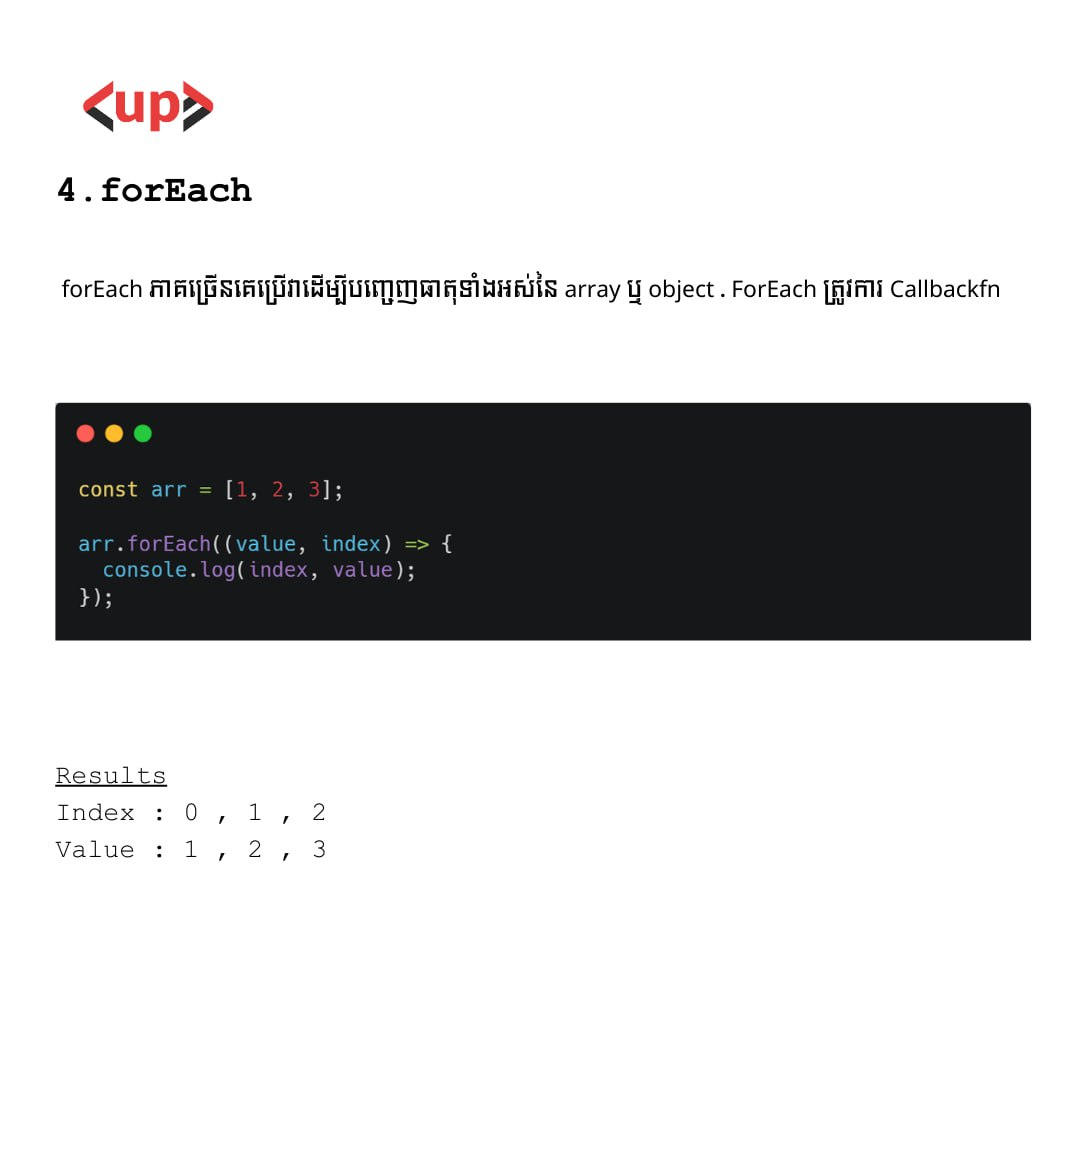 <up>
4.forEach
forEach ភាគច្រើនគេប្រើវាដើម្បីបញ្ចេញធាតុទាំងអស់នៃ array ឬ object . ForEach ត្រូវការ Callbackfn
const arr = [1, 2, 3];
arr.forEach((value, index) => {
  console.log(index, value);
});
Results
Index : 0 , 1 , 2
Value : 1 , 2 , 3